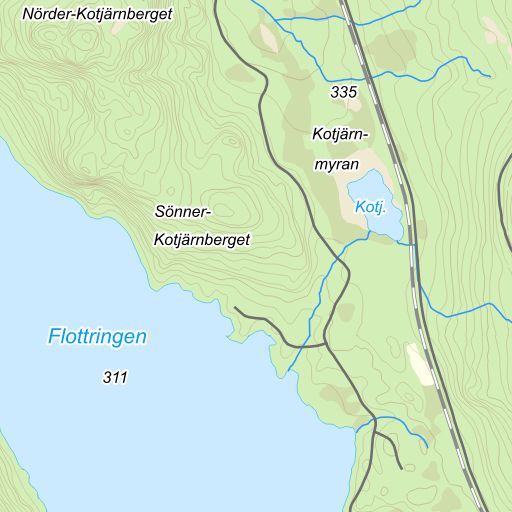 Nörder-Kotjärnberget
335
Kotjärn-
myran
Kotj.
Sönner-
Kotjärnberget
Flottringen
311